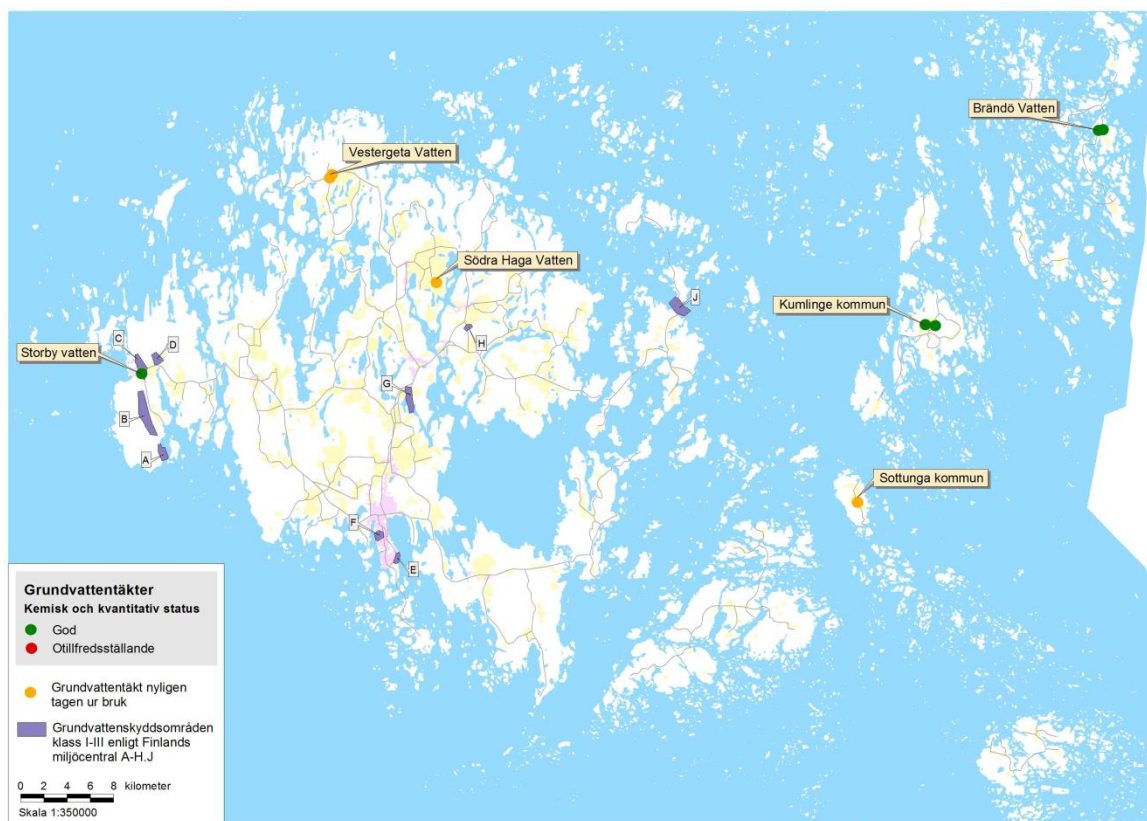 Brändö Vatten
Vestergeta Vatten
Södra Haga Vatten
J
Kumlinge kommun
C
D
H
Storby vatten
G
B
A
Sottunga kommun
F
E
Grundvattentäkter
Kemisk och kvantitativ status
God
Otillfredsställande
Grundvattentäkt nyligen
tagen ur bruk
Grundvattenskyddsområden
klass I-III enligt Finlands
miljöcentral A-H.J
0 2 4 6 8 kilometer
Skala 1:350000